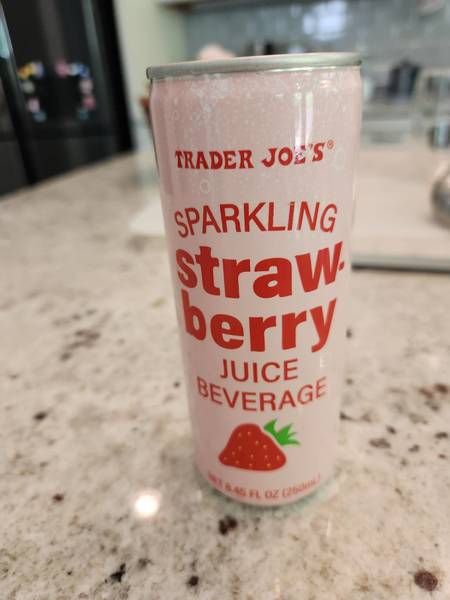 TRADER JOE'S®
SPARKLING
straw-
berry
JUICE
BEVERAGE
NET 8.45 FL OZ (250mL)